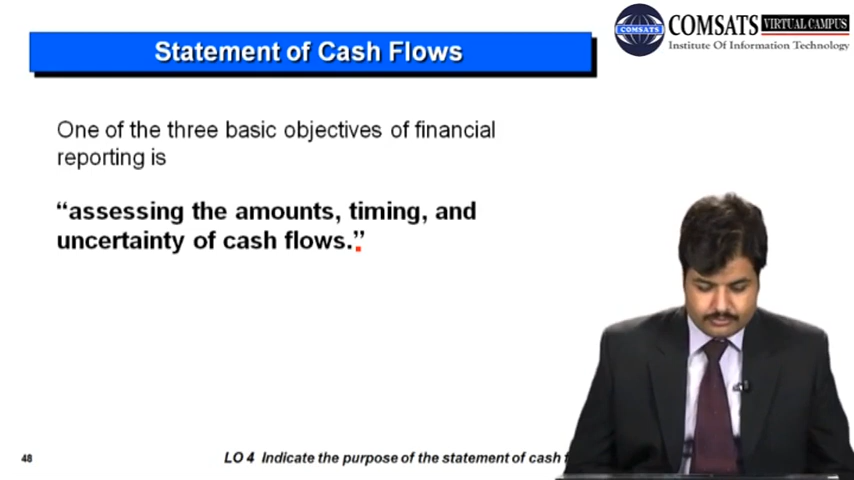 Statement of Cash Flows
COMSATS VIRTUAL CAMPUS
Institute Of Information Technology
COMSATS
One of the three basic objectives of financial
reporting is
“assessing the amounts, timing, and
uncertainty of cash flows.”
48 LO 4 Indicate the purpose of the statement of cash